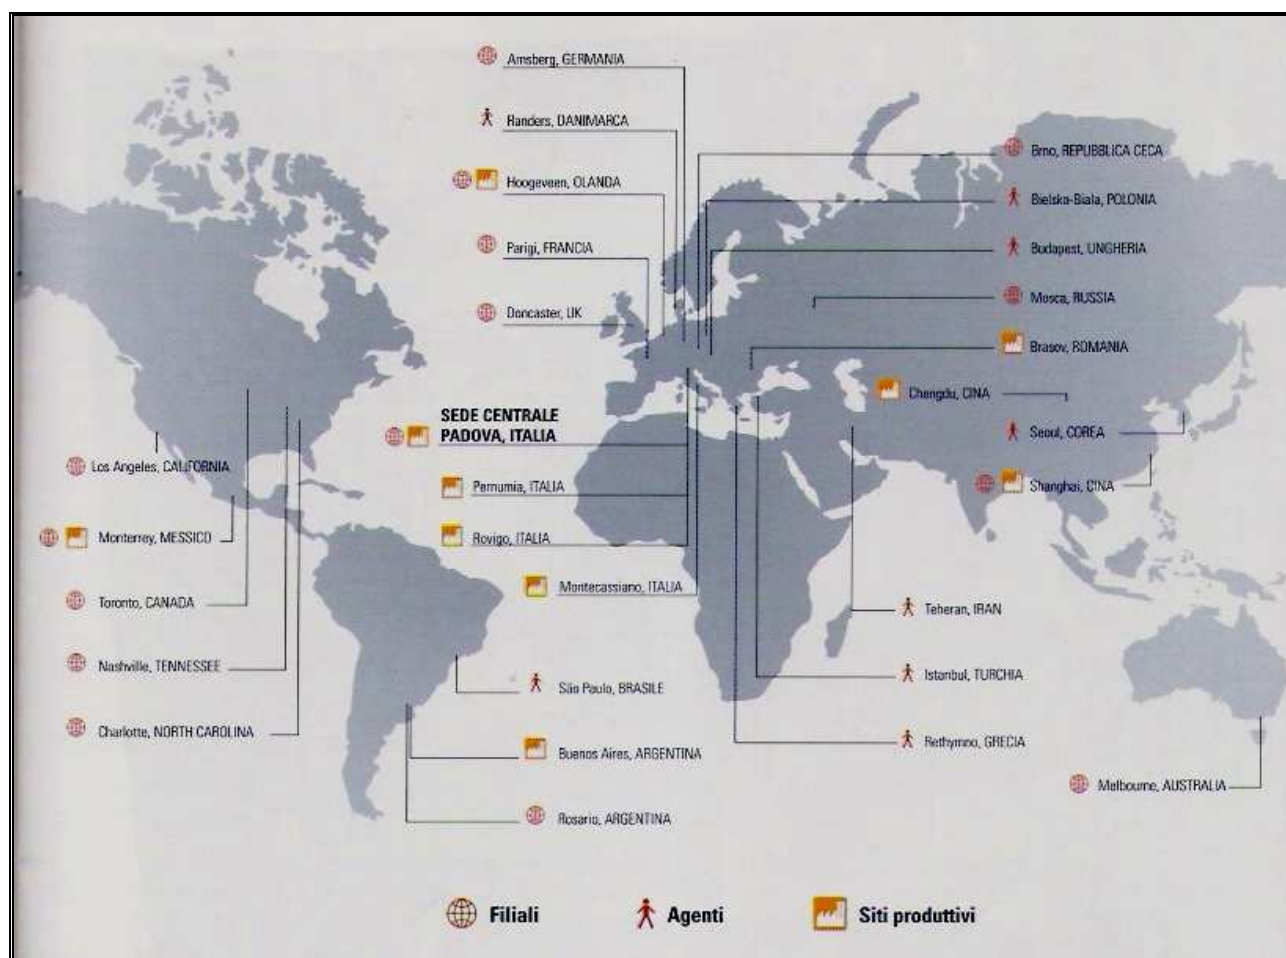 Arnsberg, GERMANIA
Randers, DANIMARCA
Hoogeveen, OLANDA
Parigi, FRANCIA
Doncaster, UK
SEDE CENTRALE
PADOVA, ITALIA
Pernumia, ITALIA
Rovigo, ITALIA
Montecassiano, ITALIA
Brno, REPUBBLICA CECA
Bielsko-Biala, POLONIA
Budapest, UNGHERIA
Mosca, RUSSIA
Brasov, ROMANIA
Chengdu, CINA
Seoul, COREA
Shanghai, CINA
Los Angeles, CALIFORNIA
Monterrey, MESSICO
Toronto, CANADA
Nashville, TENNESSEE
Charlotte, NORTH CAROLINA
São Paulo, BRASILE
Buenos Aires, ARGENTINA
Rosario, ARGENTINA
Teheran, IRAN
Istanbul, TURCHIA
Rethymno, GRECIA
Melbourne, AUSTRALIA
Filiali
Agenti
Siti produttivi